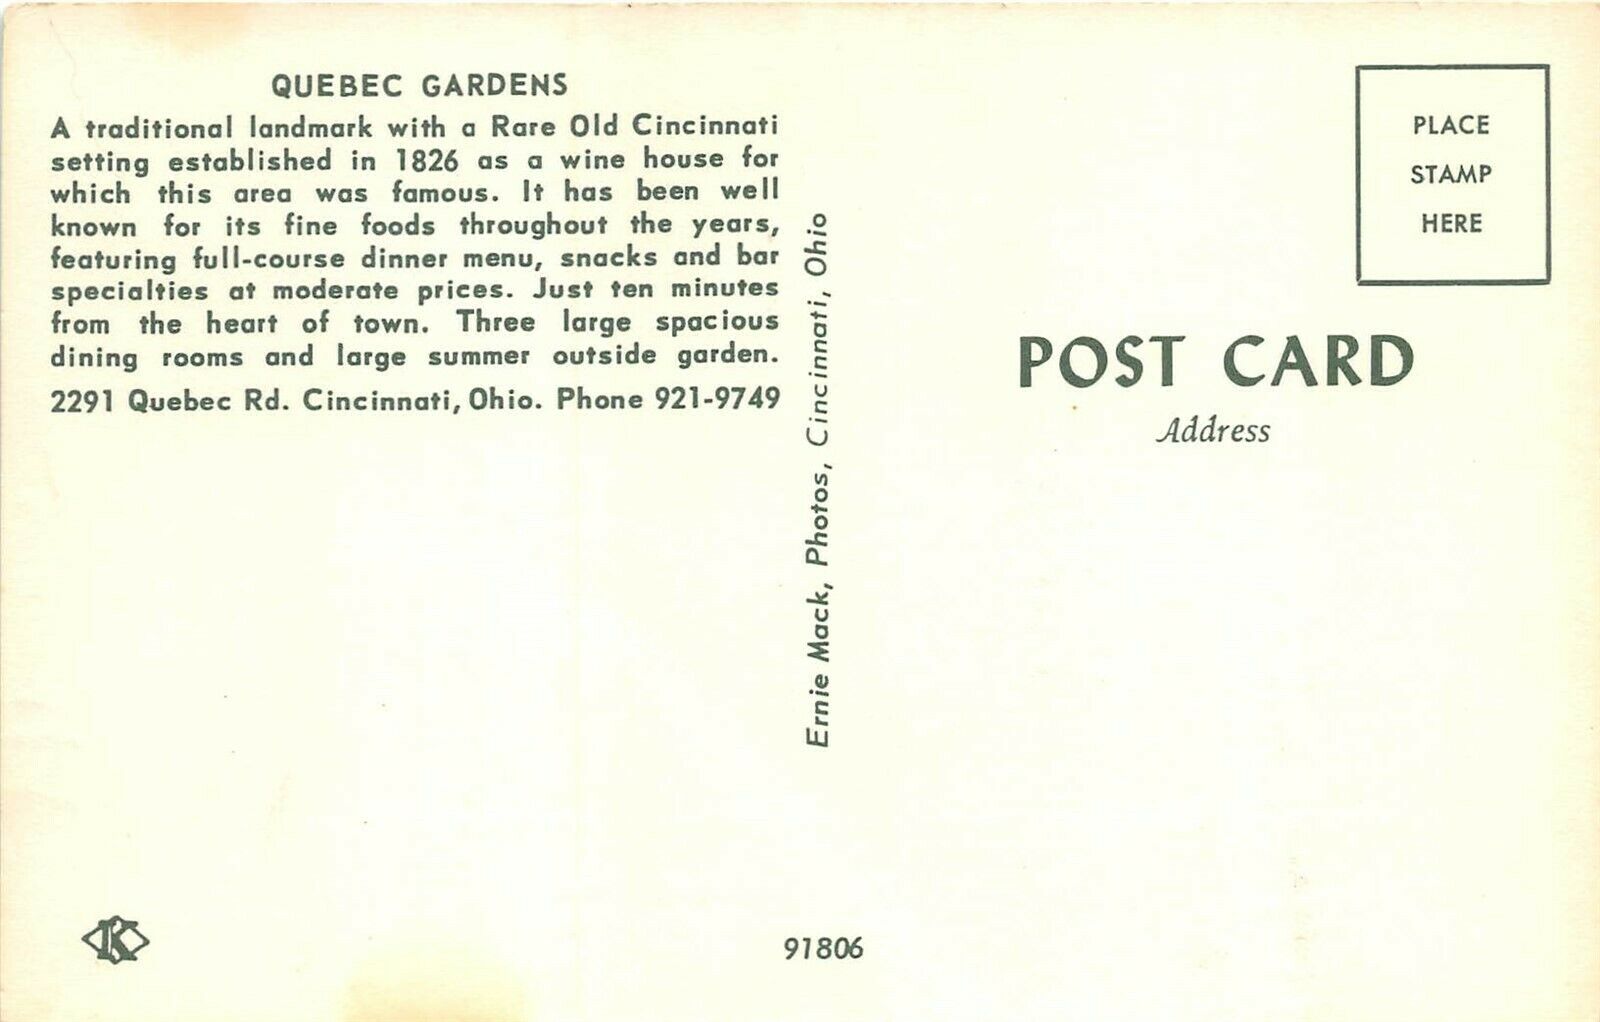 QUEBEC GARDENS
A traditional landmark with a Rare Old Cincinnati
setting established in 1826 as a wine house for
which this area was famous. It has been well
known for its fine foods throughout the years,
featuring full-course dinner menu, snacks and bar
specialties at moderate prices. Just ten minutes
from the heart of town. Three large spacious
dining rooms and large summer outside garden.
2291 Quebec Rd. Cincinnati, Ohio. Phone 921-9749
Ernie Mack, Photos, Cincinnati, Ohio
PLACE
STAMP
HERE
POST CARD
Address
K
91806